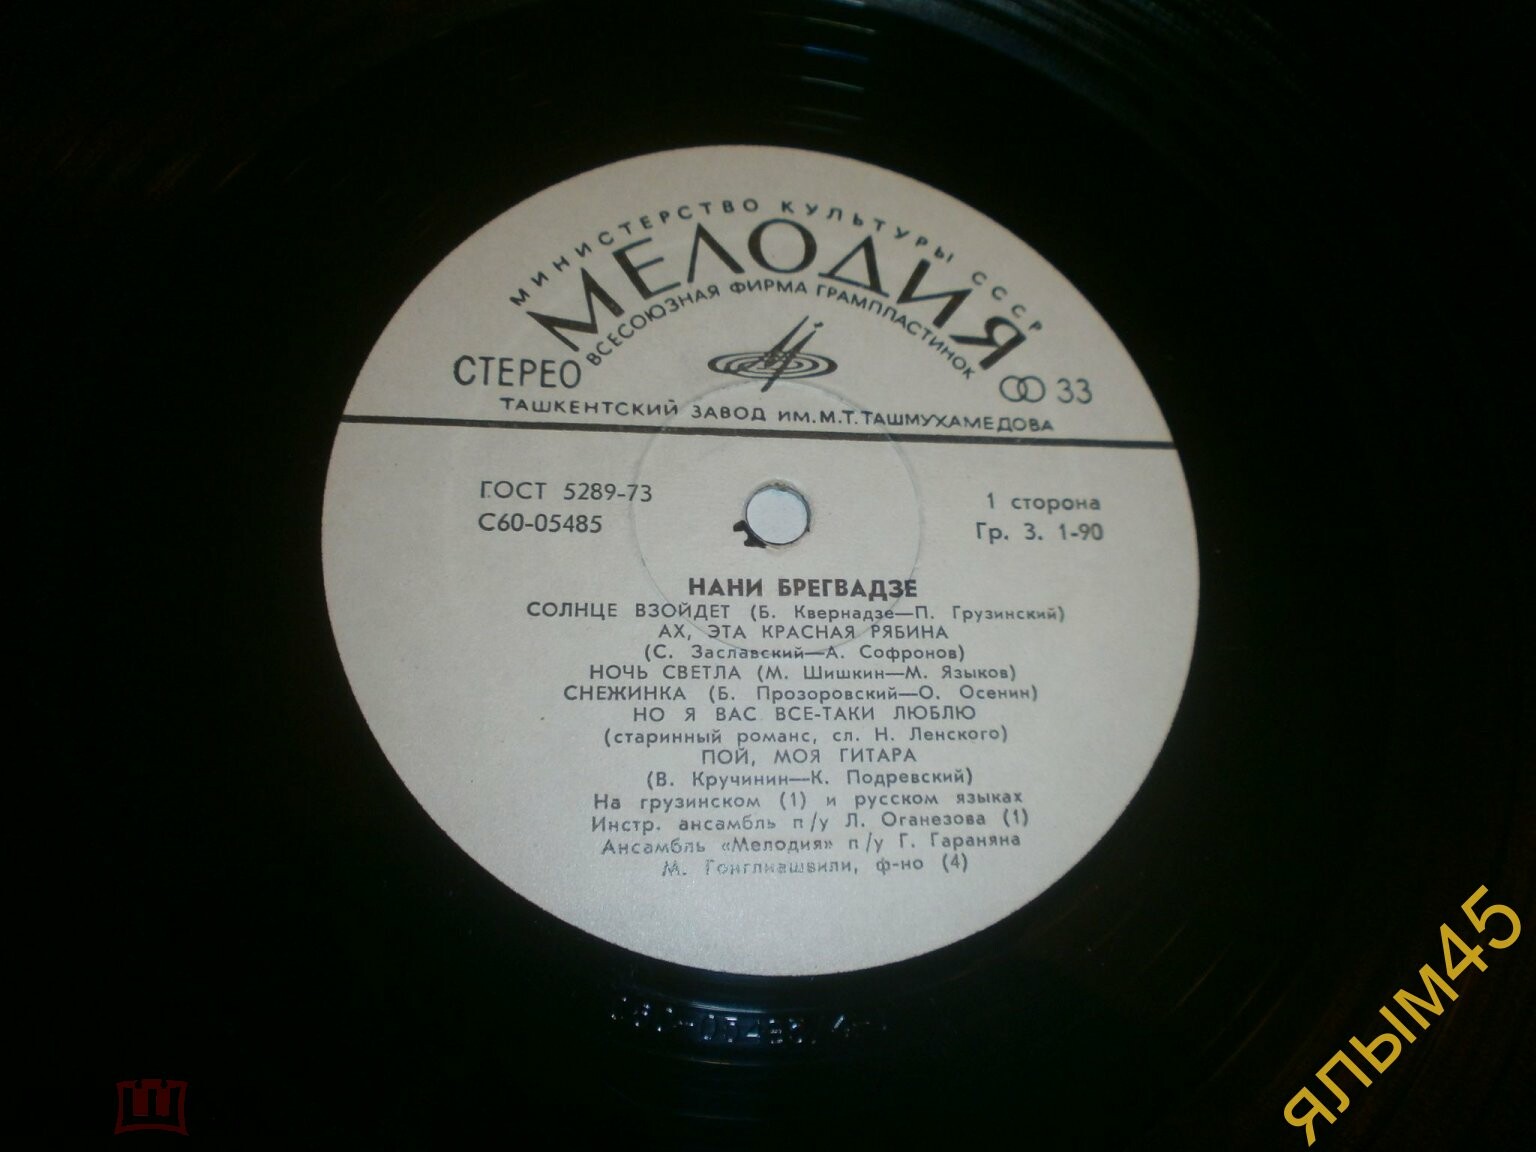 МИНИСТЕРСТВО КУЛЬТУРЫ СССР
МЕЛОДИЯ
ВСЕСОЮЗНАЯ ФИРМА ГРАМПЛАСТИНОК
СТЕРЕО
33
ТАШКЕНТСКИЙ ЗАВОД ИМ. М.Т. ТАШМУХАМЕДОВА
ГОСТ 5289-73
С60-05485
1 сторона
Гр. 3. 1-90
НАНИ БРЕГВАДЗЕ
СОЛНЦЕ ВЗОЙДЕТ (Б. Квернадзе—П. Грузинский)
АХ, ЭТА КРАСНАЯ РЯБИНА
(С. Заславский—А. Софронов)
НОЧЬ СВЕТЛА (М. Шишкин—М. Языков)
СНЕЖИНКА (Б. Прозоровский—О. Осенин)
НО Я ВАС ВСЕ-ТАКИ ЛЮБЛЮ
(старинный романс, сл. Н. Ленского)
ПОЙ, МОЯ ГИТАРА
(В. Кручинин—К. Подревский)
На грузинском (1) и русском языках
Инстр. ансамбль п/у Л. Оганезова (1)
Ансамбль «Мелодия» п/у Г. Гараняна
М. Гонглиашвили, ф-но (4)
ЯЛЫМ45